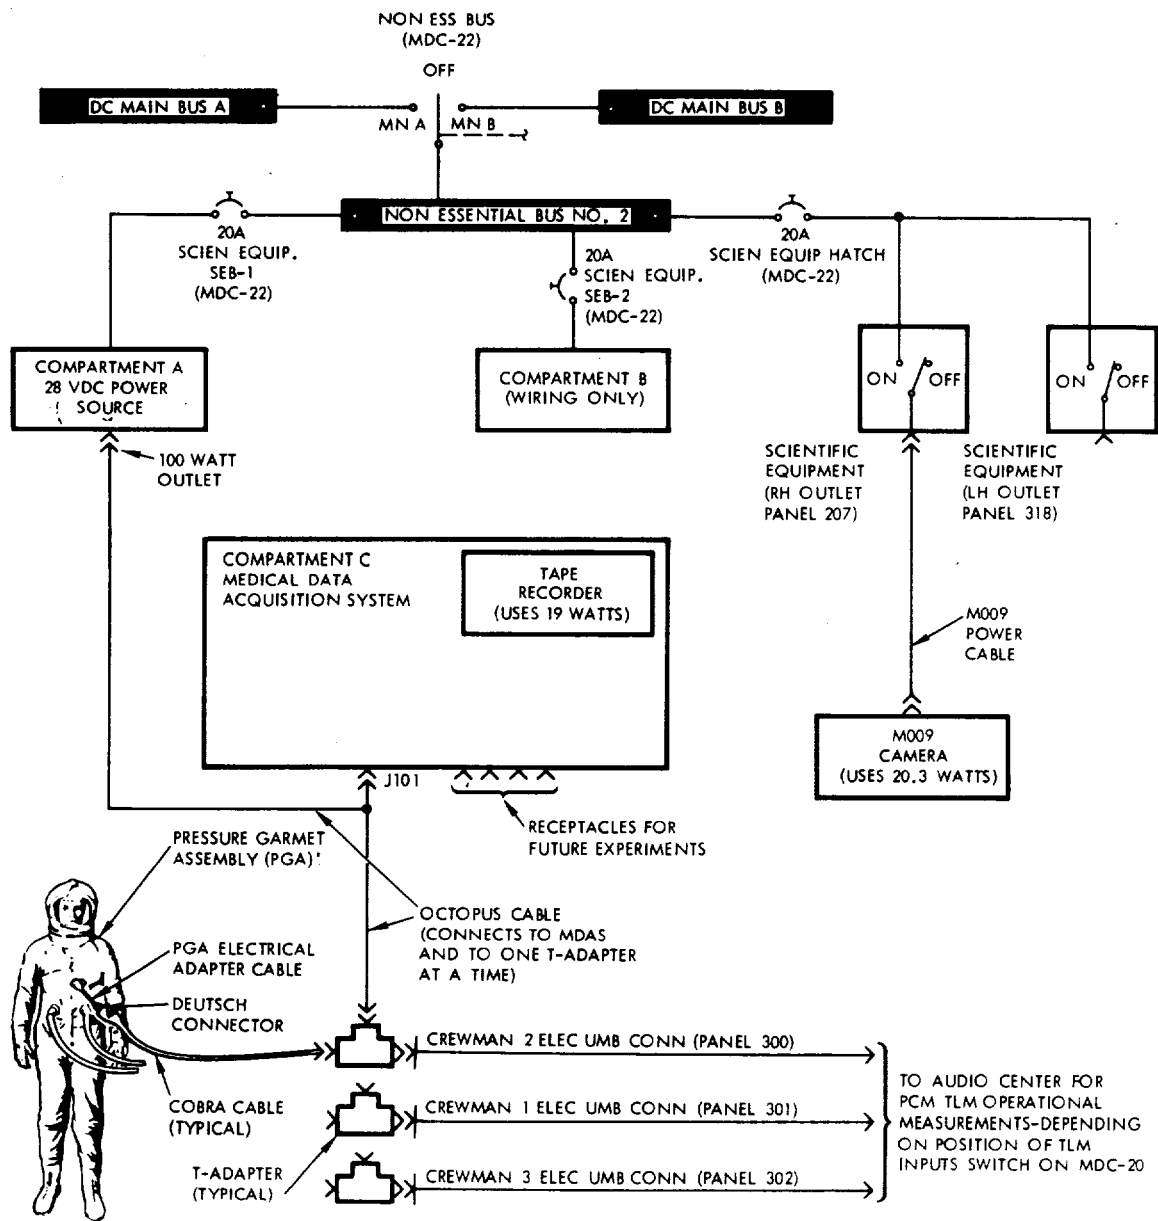 NON ESS BUS
(MDC-22)
OFF
DC MAIN BUS A
DC MAIN BUS B
MN A
MN B
NON ESSENTIAL BUS NO. 2
20A
SCIEN EQUIP.
SEB-1
(MDC-22)
20A
SCIEN EQUIP.
SEB-2
(MDC-22)
20A
SCIEN EQUIP HATCH
(MDC-22)
COMPARTMENT A
28 VDC POWER
SOURCE
COMPARTMENT B
(WIRING ONLY)
ON
OFF
ON
OFF
100 WATT
OUTLET
SCIENTIFIC
EQUIPMENT
(RH OUTLET
PANEL 207)
SCIENTIFIC
EQUIPMENT
(LH OUTLET
PANEL 318)
COMPARTMENT C
MEDICAL DATA
ACQUISITION SYSTEM
TAPE
RECORDER
(USES 19 WATTS)
M009
POWER
CABLE
M009
CAMERA
(USES 20.3 WATTS)
J101
RECEPTACLES FOR
FUTURE EXPERIMENTS
PRESSURE GARMET
ASSEMBLY (PGA)
OCTOPUS CABLE
(CONNECTS TO MDAS
AND TO ONE T-ADAPTER
AT A TIME)
PGA ELECTRICAL
ADAPTER CABLE
DEUTSCH
CONNECTOR
COBRA CABLE
(TYPICAL)
T-ADAPTER
(TYPICAL)
CREWMAN 2 ELEC UMB CONN (PANEL 300)
CREWMAN 1 ELEC UMB CONN (PANEL 301)
CREWMAN 3 ELEC UMB CONN (PANEL 302)
TO AUDIO CENTER FOR
PCM TLM OPERATIONAL
MEASUREMENTS-DEPENDING
ON POSITION OF TLM
INPUTS SWITCH ON MDC-20